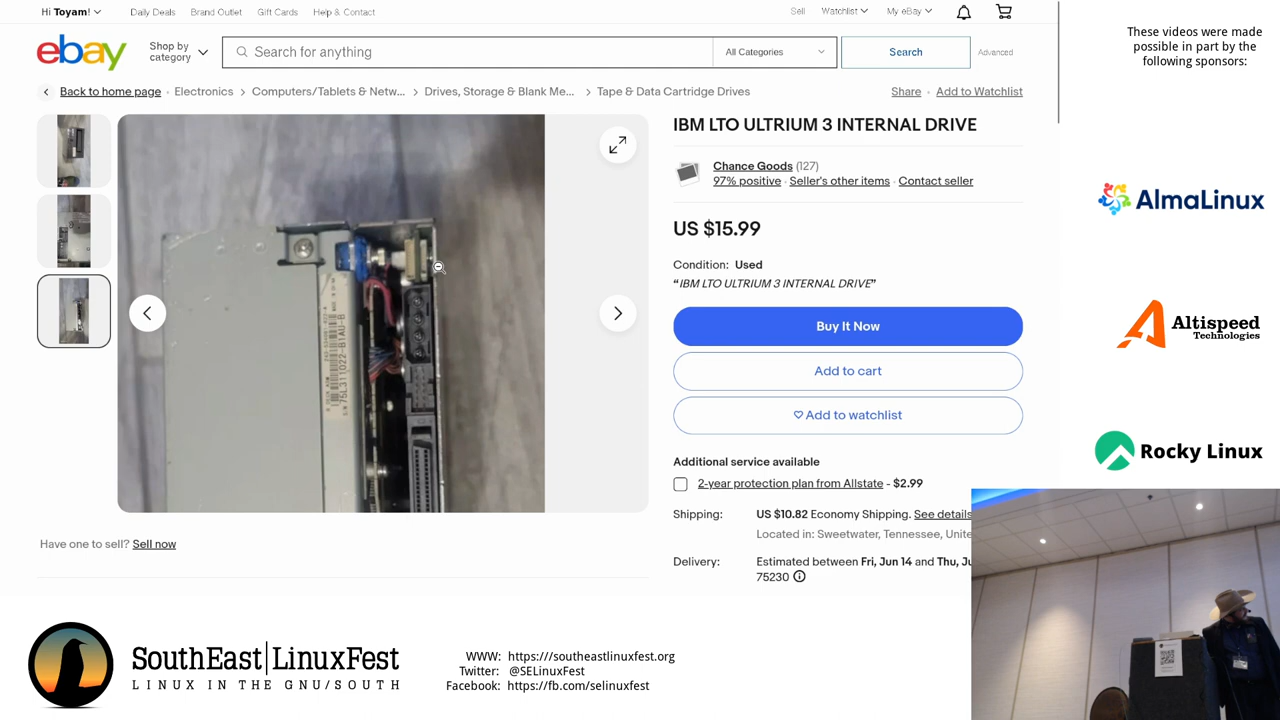 Hi Toyam!
Daily Deals
Brand Outlet
Gift Cards
Help & Contact
Sell
Watchlist
My eBay
ebay
Shop by category
Search for anything
All Categories
Search
Advanced
Back to home page
Electronics
Computers/Tablets & Netw...
Drives, Storage & Blank Me...
Tape & Data Cartridge Drives
Share
Add to Watchlist
IBM LTO ULTRIUM 3 INTERNAL DRIVE
Chance Goods (127)
97% positive · Seller's other items · Contact seller
US $15.99
Condition: Used
“IBM LTO ULTRIUM 3 INTERNAL DRIVE”
Buy It Now
Add to cart
Add to watchlist
Additional service available
2-year protection plan from Allstate - $2.99
Shipping: US $10.82 Economy Shipping. See details
Located in: Sweetwater, Tennessee, Unite
Delivery: Estimated between Fri, Jun 14 and Thu, Ju
75230
Have one to sell? Sell now
These videos were made
possible in part by the
following sponsors:
AlmaLinux
Altispeed
Technologies
Rocky Linux
SouthEast LinuxFest
LINUX IN THE GNU/SOUTH
WWW: https:///southeastlinuxfest.org
Twitter: @SELinuxFest
Facebook: https://fb.com/selinuxfest